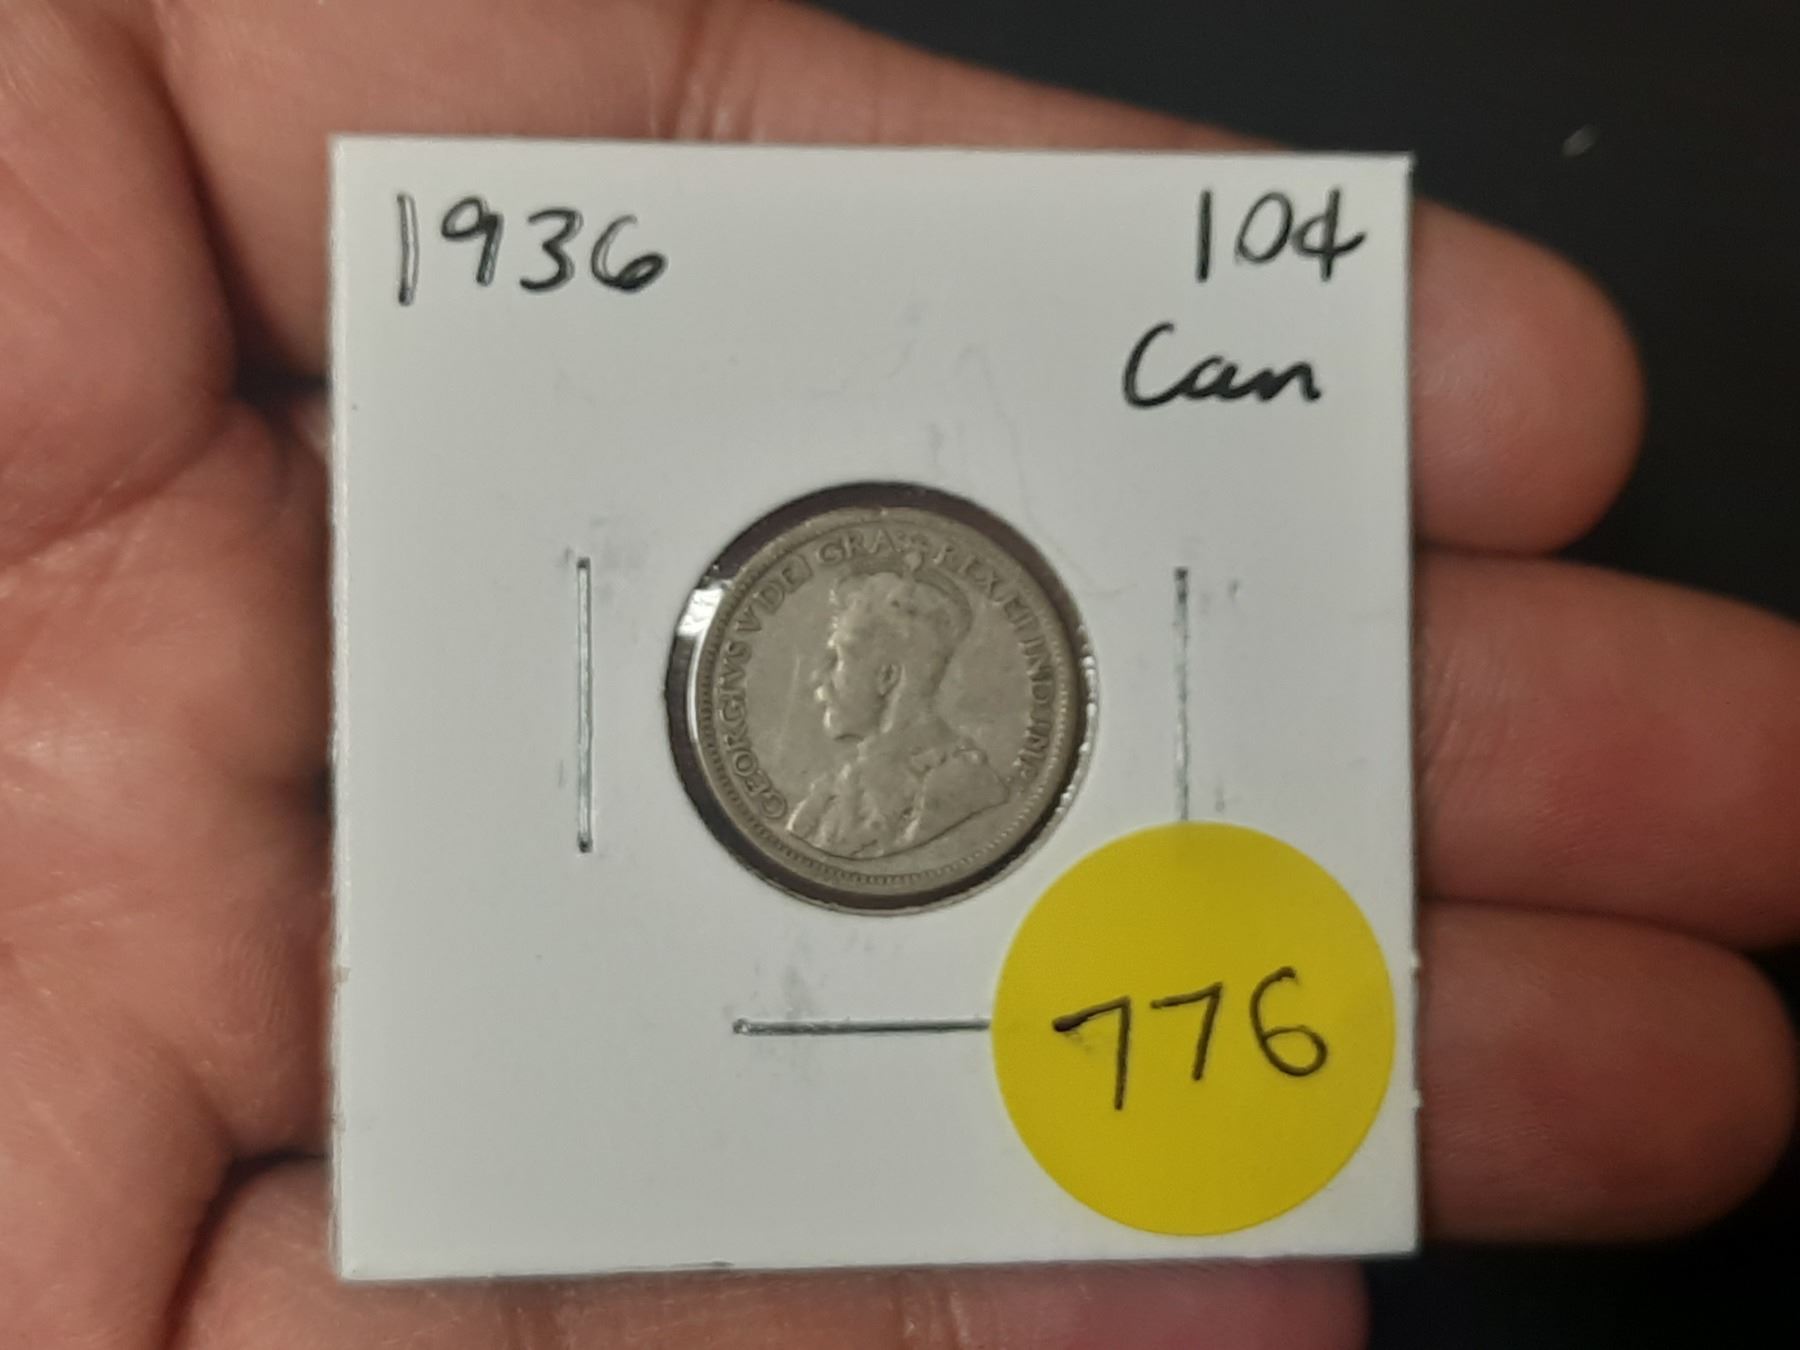 1936 10¢
Can
GEORGIVS V DEI GRA: REX ET IND:IMP:
776